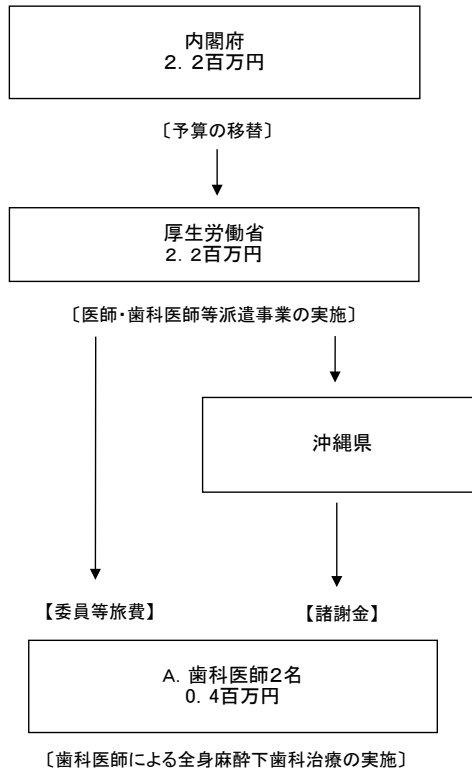 内閣府
２．２百万円
〔予算の移替〕
厚生労働省
２．２百万円
〔医師・歯科医師等派遣事業の実施〕
沖縄県
【委員等旅費】
【諸謝金】
Ａ．歯科医師２名
０．４百万円
〔歯科医師による全身麻酔下歯科治療の実施〕